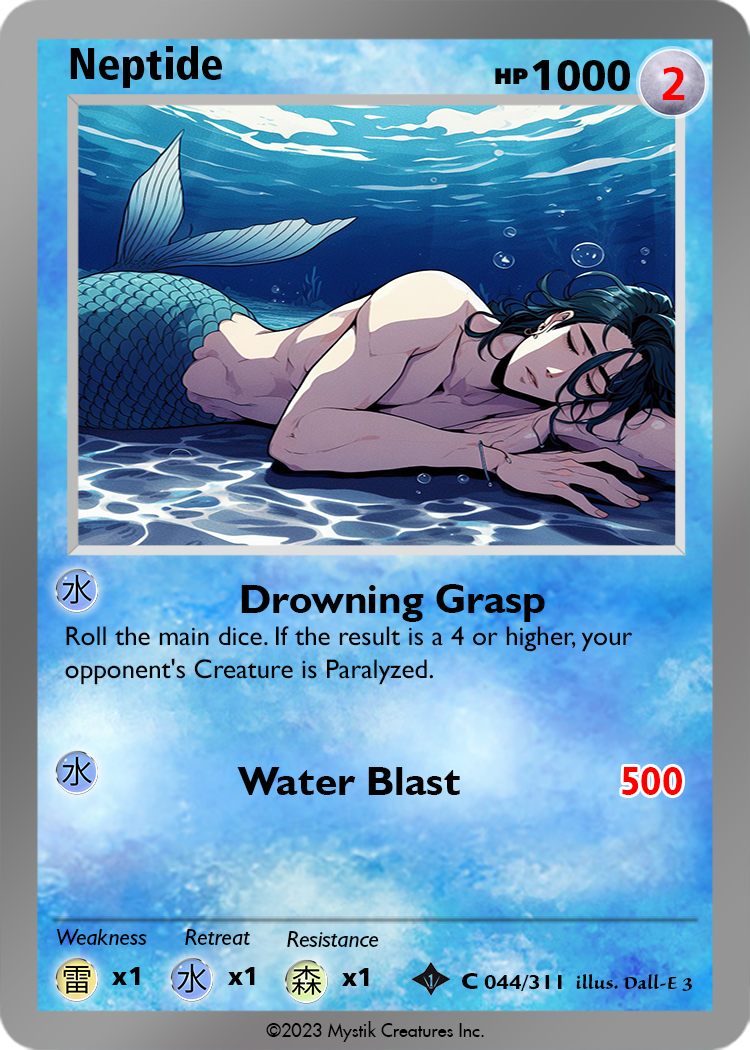 Neptide
HP1000
2
水
Drowning Grasp
Roll the main dice. If the result is a 4 or higher, your
opponent's Creature is Paralyzed.
水
Water Blast
500
Weakness Retreat Resistance
雷 x1 水 x1 森 x1 1 C 044/311 illus. Dall-E 3
©2023 Mystik Creatures Inc.